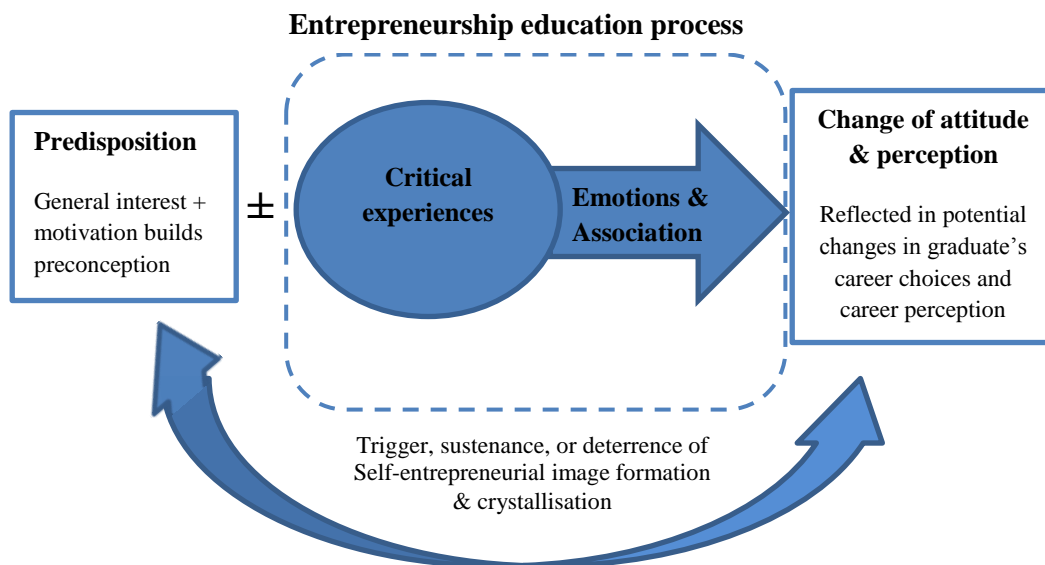 Entrepreneurship education process
Predisposition
General interest +
motivation builds
preconception
±
Critical
experiences
Emotions &
Association
Change of attitude
& perception
Reflected in potential
changes in graduate’s
career choices and
career perception
Trigger, sustenance, or deterrence of
Self-entrepreneurial image formation
& crystallisation